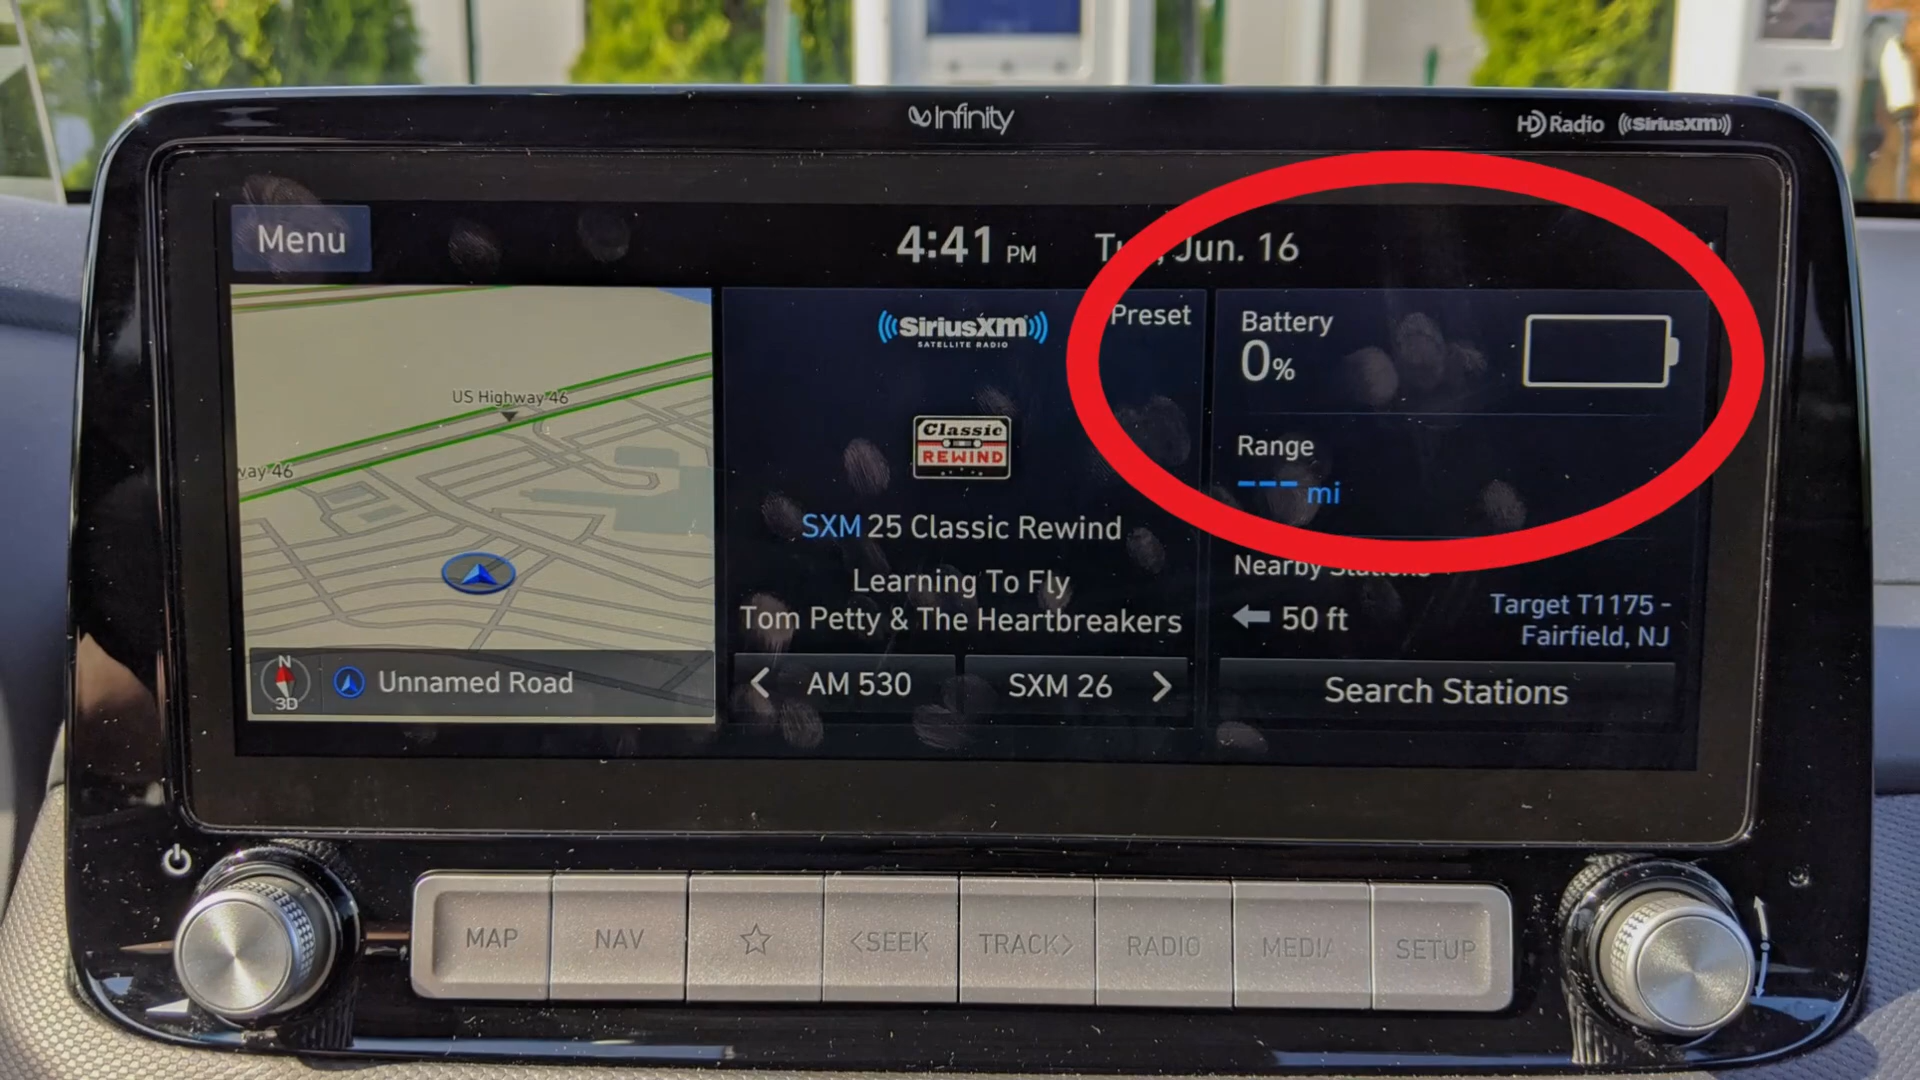 Infinity
HD Radio
SiriusXM
Menu
4:41 PM
Jun. 16
SiriusXM
SATELLITE RADIO
Preset
Battery
0%
US Highway 46
way 46
Classic
REWIND
Range
--- mi
SXM 25 Classic Rewind
Learning To Fly
Tom Petty & The Heartbreakers
Nearby Stations
50 ft
Target T1175 -
Fairfield, NJ
N
3D
Unnamed Road
< AM 530
SXM 26 >
Search Stations
MAP
NAV
<SEEK
TRACK>
RADIO
MEDIA
SETUP